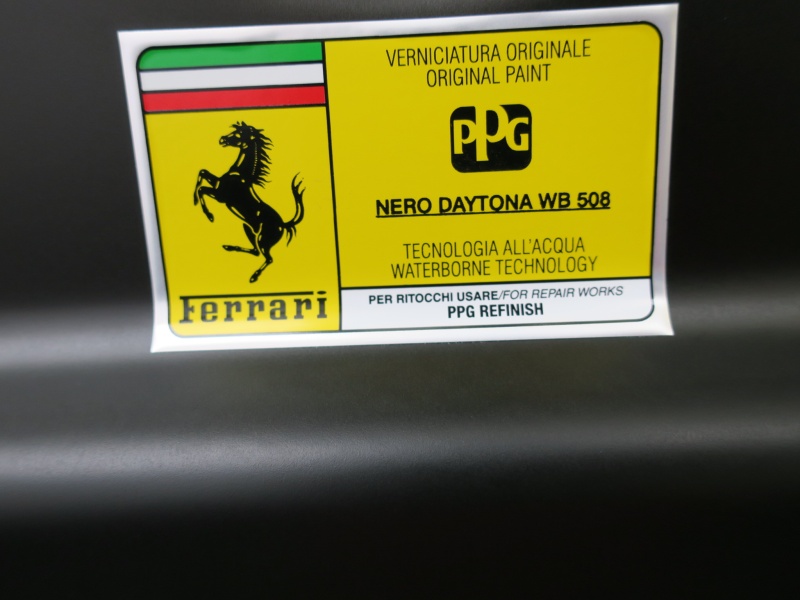 VERNICIATURA ORIGINALE
ORIGINAL PAINT
PPG
NERO DAYTONA WB 508
TECNOLOGIA ALL'ACQUA
WATERBORNE TECHNOLOGY
Ferrari
PER RITOCCHI USARE/FOR REPAIR WORKS
PPG REFINISH